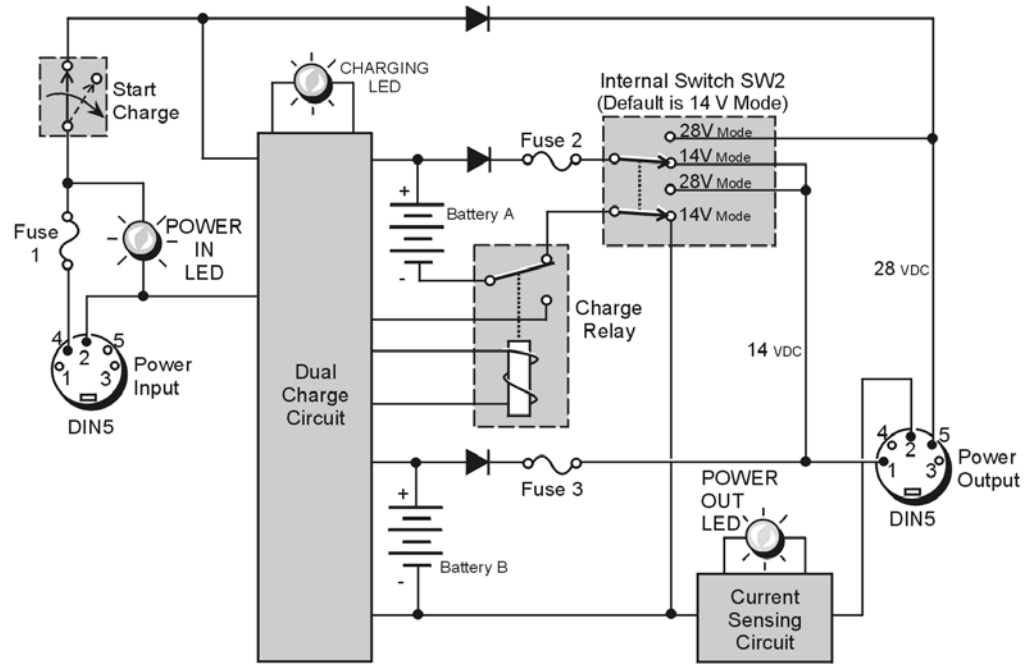 CHARGING
LED
Start
Charge
Internal Switch SW2
(Default is 14 V Mode)
28V Mode
14V Mode
28V Mode
14V Mode
Fuse 2
+
Battery A
-
Fuse
1
POWER
IN
LED
Charge
Relay
28 VDC
14 VDC
4
2
5
1
3
Power
Input
DIN5
Dual
Charge
Circuit
4
2
5
1
3
Power
Output
DIN5
Fuse 3
+
Battery B
-
POWER
OUT
LED
Current
Sensing
Circuit